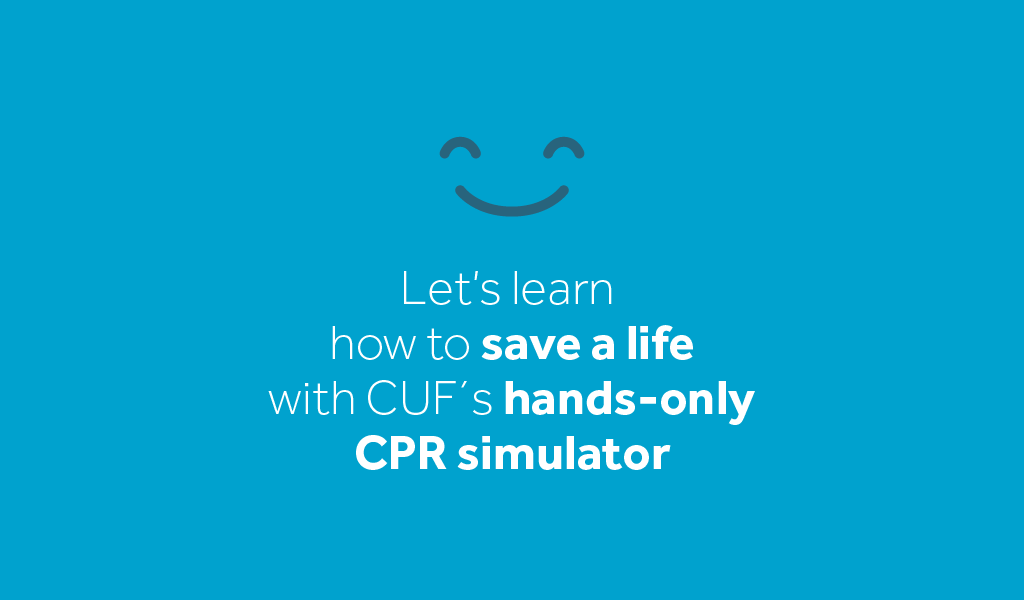 Let's learn
how to save a life
with CUF´s hands-only
CPR simulator